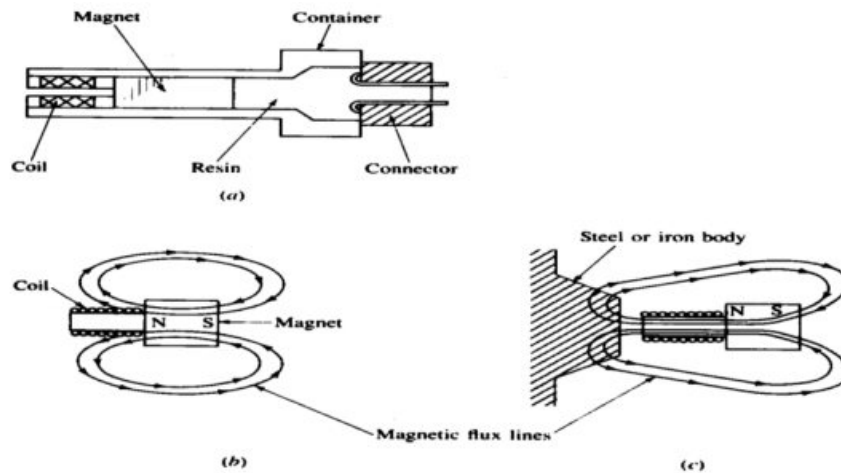 Magnet
Container
Coil
Resin
Connector
(a)
Steel or iron body
Coil
N S
Magnet
N S
Magnetic flux lines
(b)
(c)